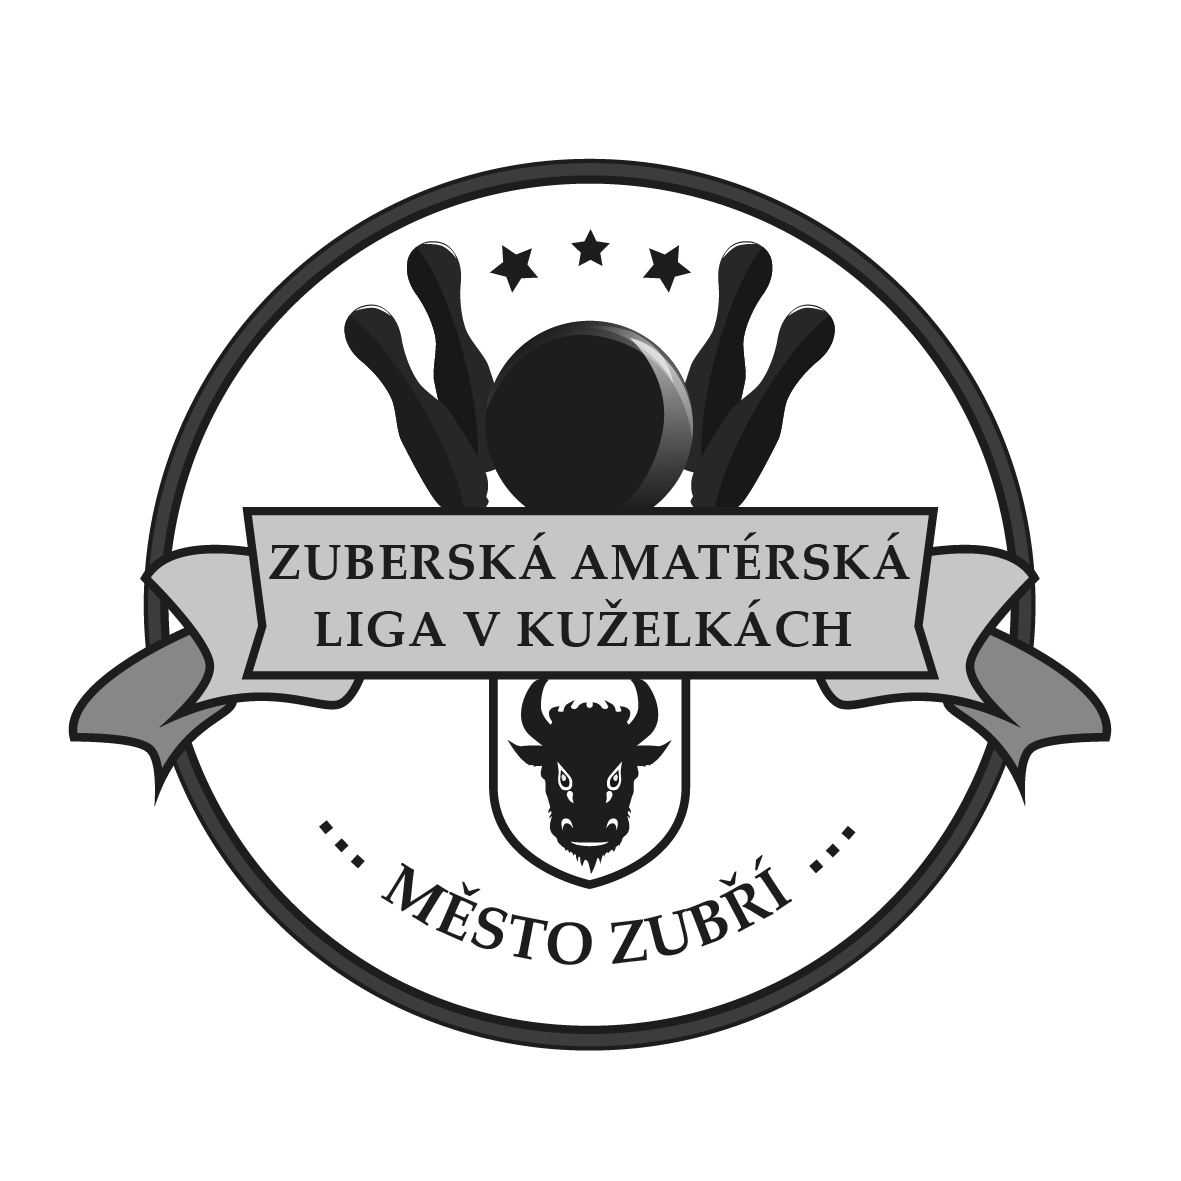 ZUBERSKÁ AMATÉRSKÁ
LIGA V KUŽELKÁCH
MĚSTO ZUBŘÍ